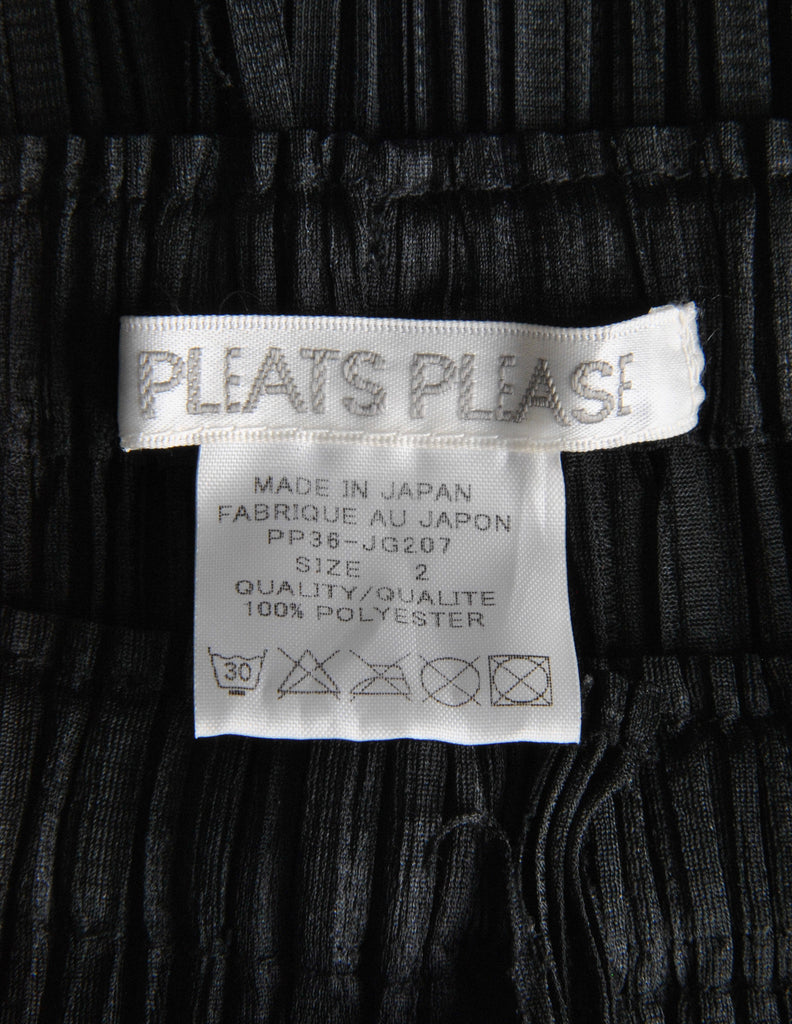 PLEATS PLEASE
MADE IN JAPAN
FABRIQUE AU JAPON
PP36-JG207
SIZE 2
QUALITY/QUALITE
100% POLYESTER
30